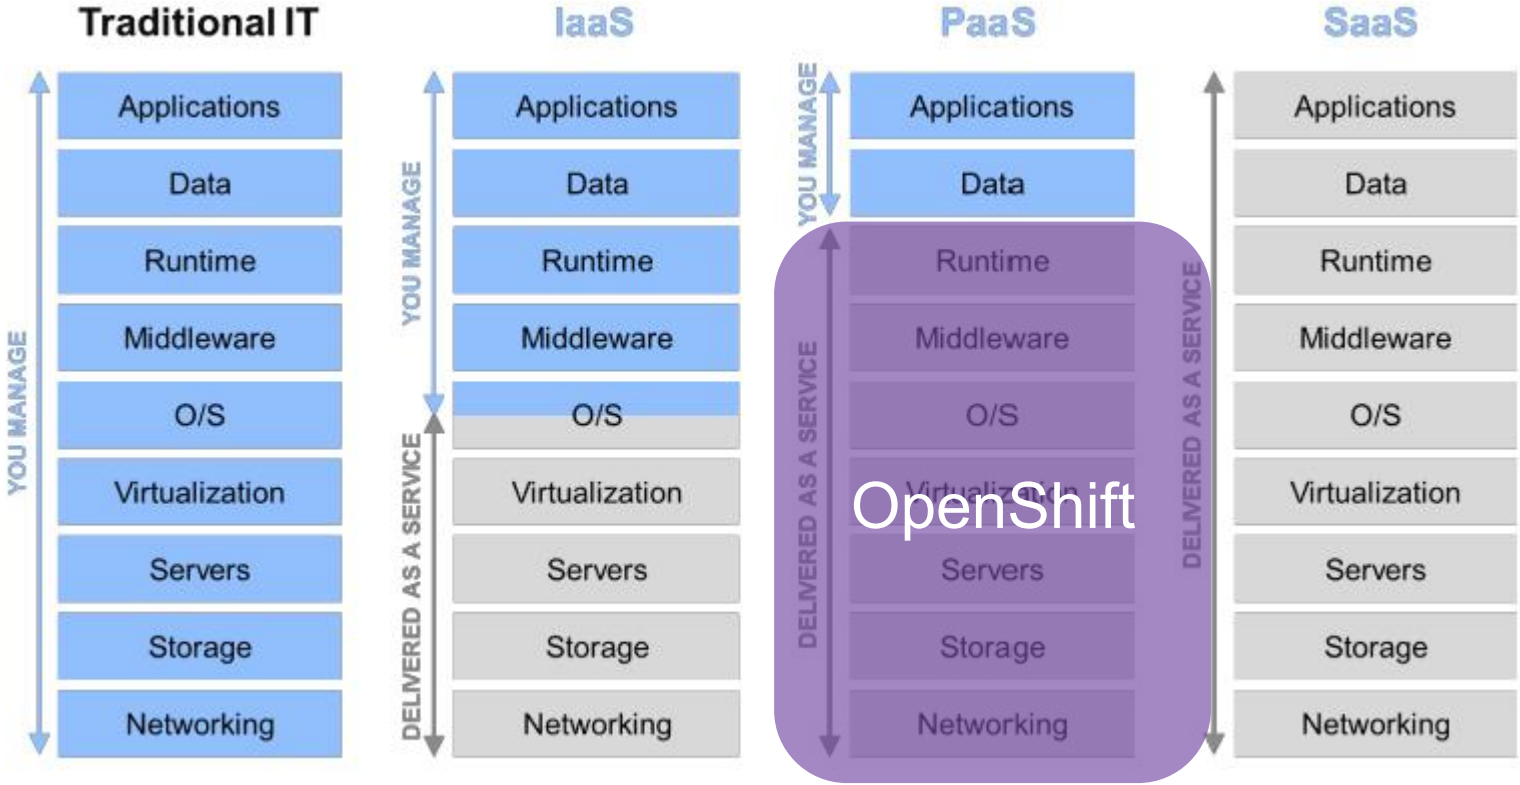 Traditional IT
YOU MANAGE
Applications
Data
Runtime
Middleware
O/S
Virtualization
Servers
Storage
Networking
IaaS
YOU MANAGE
DELIVERED AS A SERVICE
Applications
Data
Runtime
Middleware
O/S
Virtualization
Servers
Storage
Networking
PaaS
YOU MANAGE
DELIVERED AS A SERVICE
Applications
Data
Runtime
Middleware
O/S
Virtualization
OpenShift
Servers
Storage
Networking
SaaS
DELIVERED AS A SERVICE
Applications
Data
Runtime
Middleware
O/S
Virtualization
Servers
Storage
Networking